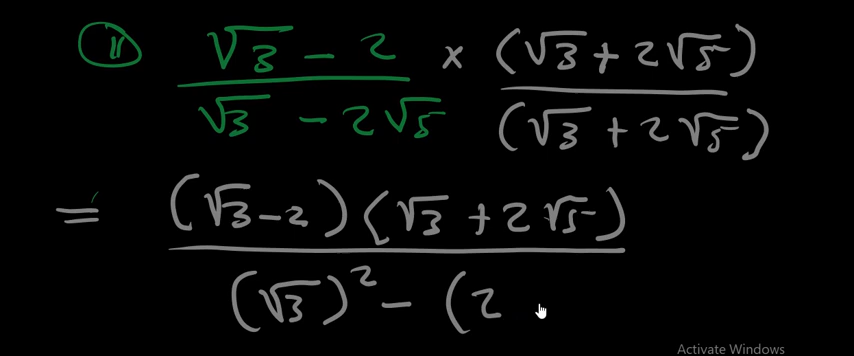 ⑪ (√3 - 2)/(√3 - 2√5) × (√3 + 2√5)/(√3 + 2√5)
= (√3 - 2)(√3 + 2√5)/(√3)² - (2
Activate Windows